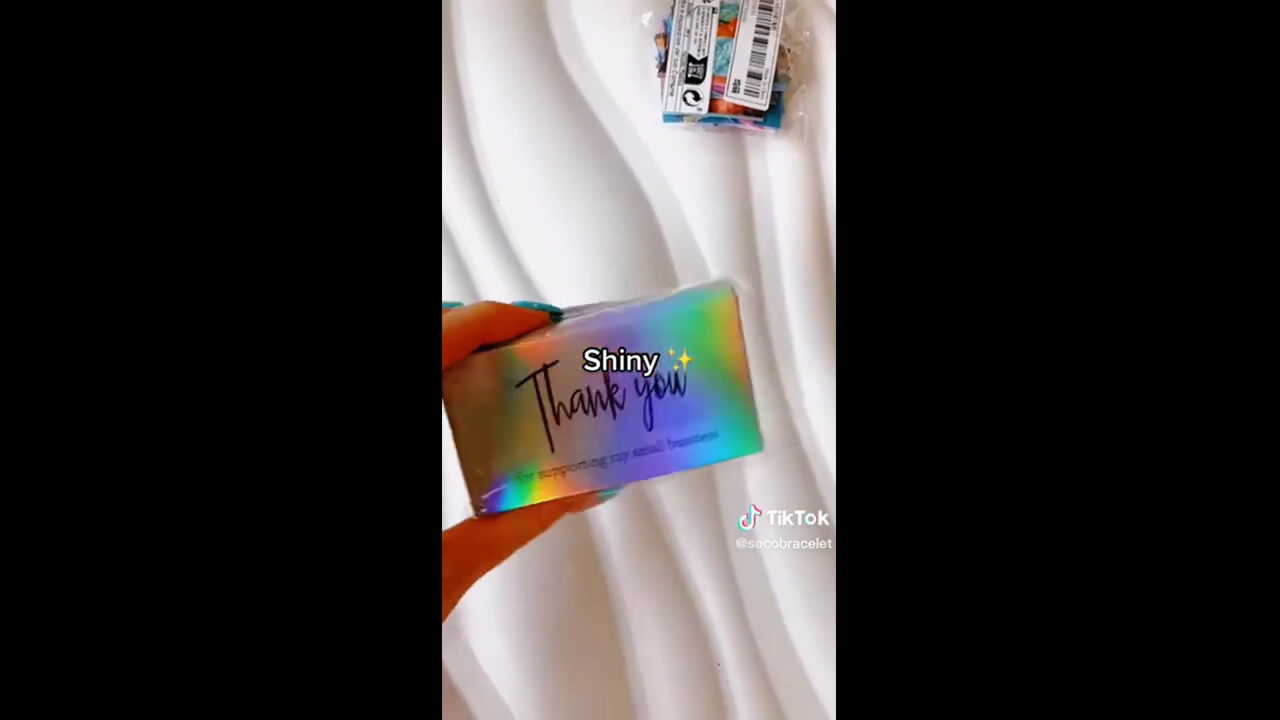 Shiny ✨
Thank you
for supporting my small business
TikTok
@socobracelet